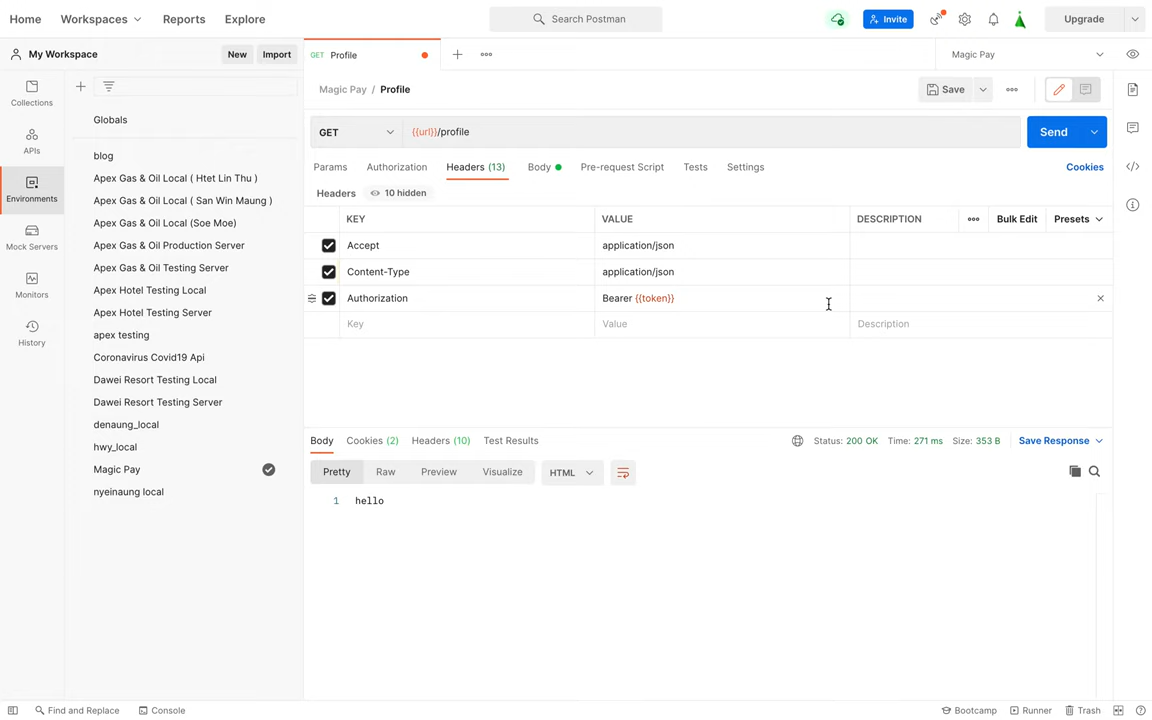 Home Workspaces Reports Explore Search Postman Invite Upgrade
My Workspace New Import GET Profile Magic Pay
Collections
APIs
Environments
Mock Servers
Monitors
History
Globals
blog
Apex Gas & Oil Local ( Htet Lin Thu )
Apex Gas & Oil Local ( San Win Maung )
Apex Gas & Oil Local (Soe Moe)
Apex Gas & Oil Production Server
Apex Gas & Oil Testing Server
Apex Hotel Testing Local
Apex Hotel Testing Server
apex testing
Coronavirus Covid19 Api
Dawei Resort Testing Local
Dawei Resort Testing Server
denaung_local
hwy_local
Magic Pay
nyeinaung local
Magic Pay / Profile Save
GET {{url}}/profile Send
Params Authorization Headers (13) Body Pre-request Script Tests Settings Cookies
Headers 10 hidden
KEY VALUE DESCRIPTION Bulk Edit Presets
Accept application/json
Content-Type application/json
Authorization Bearer {{token}}
Key Value Description
Body Cookies (2) Headers (10) Test Results Status: 200 OK Time: 271 ms Size: 353 B Save Response
Pretty Raw Preview Visualize HTML
1 hello
Find and Replace Console Bootcamp Runner Trash